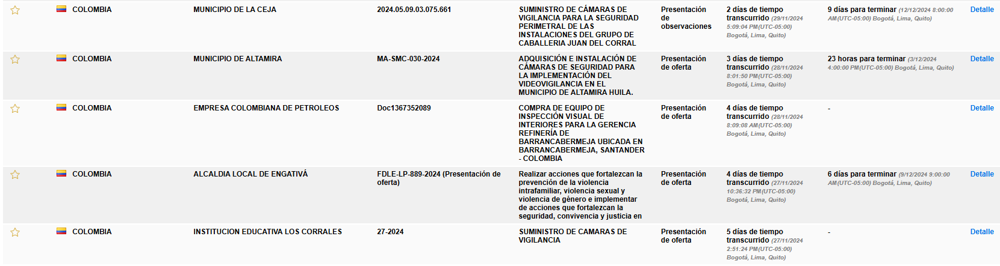 COLOMBIA
MUNICIPIO DE LA CEJA
2024.05.09.03.075.661
SUMINISTRO DE CÁMARAS DE
VIGILANCIA PARA LA SEGURIDAD
PERIMETRAL DE LAS
INSTALACIONES DEL GRUPO DE
CABALLERIA JUAN DEL CORRAL
Presentación
de
observaciones
2 días de tiempo
transcurrido (29/11/2024
5:09:04 PM(UTC-05:00)
Bogotá, Lima, Quito)
9 días para terminar (12/12/2024 8:00:00
AM(UTC-05:00) Bogotá, Lima, Quito)
Detalle
COLOMBIA
MUNICIPIO DE ALTAMIRA
MA-SMC-030-2024
ADQUISICIÓN E INSTALACIÓN DE
CÁMARAS DE SEGURIDAD PARA
LA IMPLEMENTACIÓN DEL
VIDEOVIGILANCIA EN EL
MUNICIPIO DE ALTAMIRA HUILA.
Presentación
de oferta
3 días de tiempo
transcurrido (28/11/2024
8:01:50 PM(UTC-05:00)
Bogotá, Lima, Quito)
23 horas para terminar (3/12/2024
4:00:00 PM(UTC-05:00) Bogotá, Lima, Quito)
Detalle
COLOMBIA
EMPRESA COLOMBIANA DE PETROLEOS
Doc1367352089
COMPRA DE EQUIPO DE
INSPECCIÓN VISUAL DE
INTERIORES PARA LA GERENCIA
REFINERÍA DE
BARRANCABERMEJA UBICADA EN
BARRANCABERMEJA, SANTANDER
- COLOMBIA
Presentación
de oferta
4 días de tiempo
transcurrido (28/11/2024
8:09:08 AM(UTC-05:00)
Bogotá, Lima, Quito)
-
Detalle
COLOMBIA
ALCALDIA LOCAL DE ENGATIVÁ
FDLE-LP-889-2024 (Presentación de
oferta)
Realizar acciones que fortalezcan la
prevención de la violencia
intrafamiliar, violencia sexual y
violencia de género e implementar
de acciones que fortalezcan la
seguridad, convivencia y justicia en
Presentación
de oferta
4 días de tiempo
transcurrido (27/11/2024
10:36:32 PM(UTC-05:00)
Bogotá, Lima, Quito)
6 días para terminar (9/12/2024 9:00:00
AM(UTC-05:00) Bogotá, Lima, Quito)
Detalle
COLOMBIA
INSTITUCION EDUCATIVA LOS CORRALES
27-2024
SUMINISTRO DE CAMARAS DE
VIGILANCIA
Presentación
de oferta
5 días de tiempo
transcurrido (27/11/2024
2:51:24 PM(UTC-05:00)
Bogotá, Lima, Quito)
-
Detalle